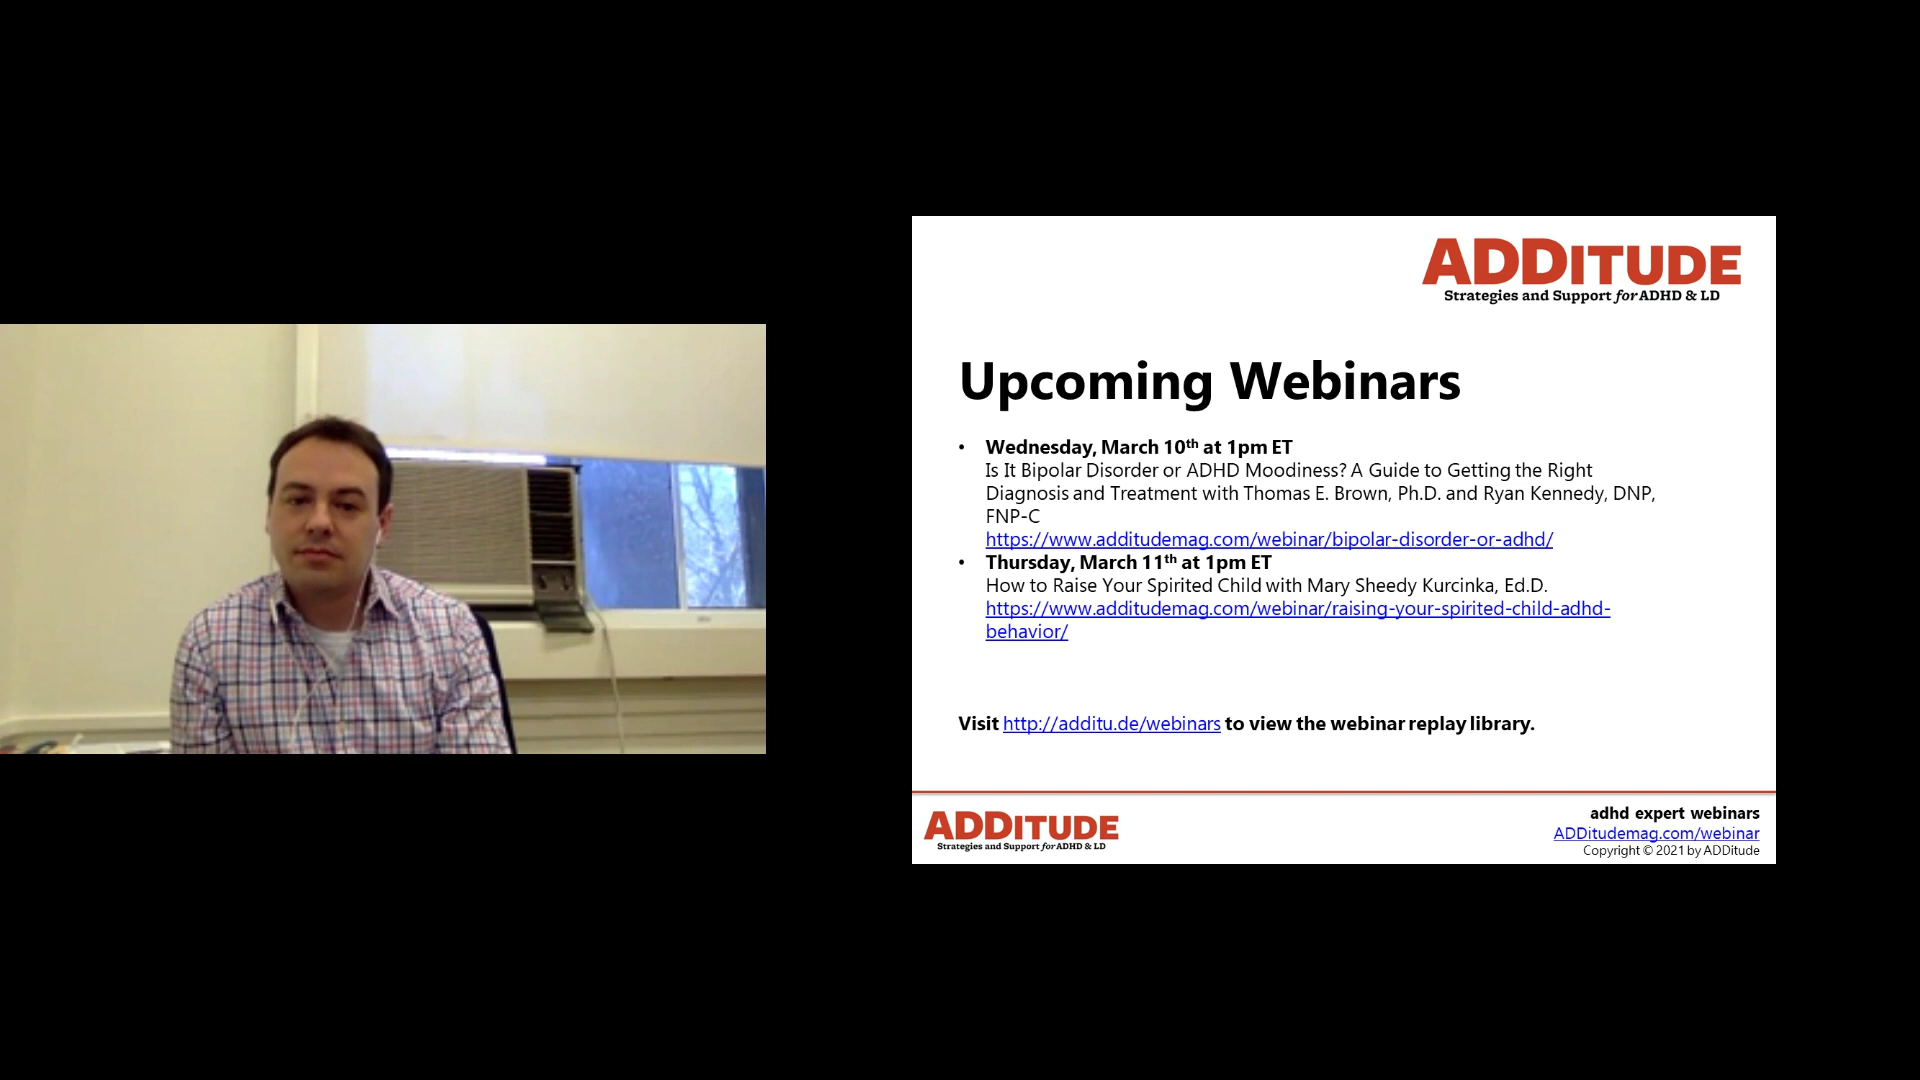 ADDITUDE
Strategies and Support for ADHD & LD
Upcoming Webinars
• Wednesday, March 10th at 1pm ET
Is It Bipolar Disorder or ADHD Moodiness? A Guide to Getting the Right
Diagnosis and Treatment with Thomas E. Brown, Ph.D. and Ryan Kennedy, DNP,
FNP-C
https://www.additudemag.com/webinar/bipolar-disorder-or-adhd/
• Thursday, March 11th at 1pm ET
How to Raise Your Spirited Child with Mary Sheedy Kurcinka, Ed.D.
https://www.additudemag.com/webinar/raising-your-spirited-child-adhd-
behavior/
Visit http://additu.de/webinars to view the webinar replay library.
ADDITUDE
Strategies and Support for ADHD & LD
adhd expert webinars
ADDitudemag.com/webinar
Copyright © 2021 by ADDitude